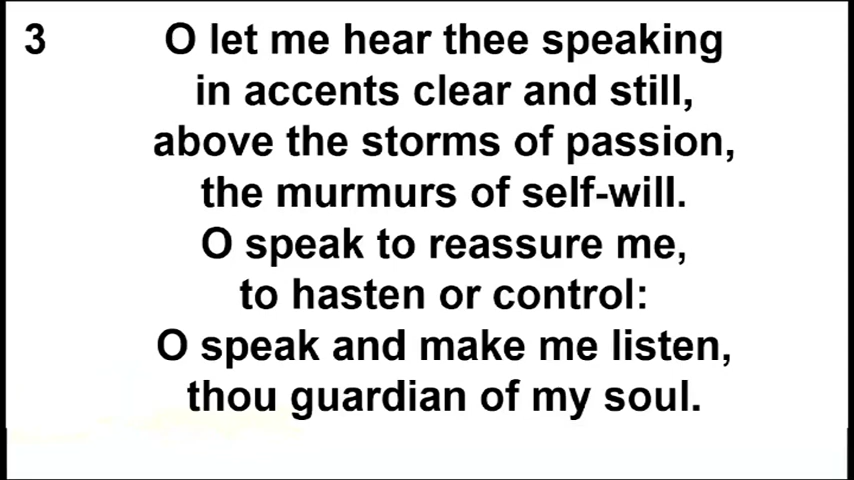 3 O let me hear thee speaking
in accents clear and still,
above the storms of passion,
the murmurs of self-will.
O speak to reassure me,
to hasten or control:
O speak and make me listen,
thou guardian of my soul.